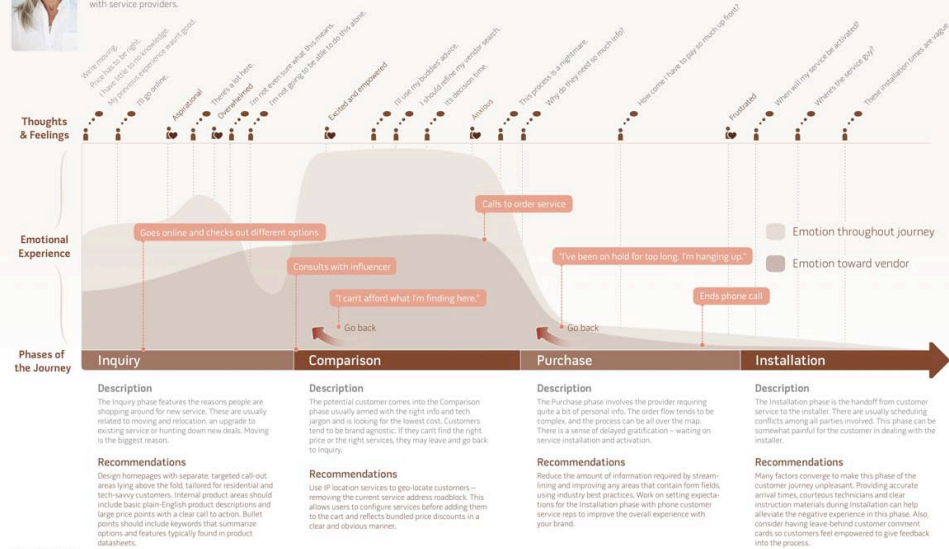 with service providers.
We're moving.
Price has to be right.
I have little to no knowledge.
My previous experience wasn't good.
I'll go online.
Aspirational
There's a lot here.
Overwhelmed
I'm not even sure what this means.
I'm not going to be able to do this alone.
Excited and empowered
I'll use my buddies' advice.
I should refine my vendor search.
It's decision time.
Anxious
This process is a nightmare.
Why do they need so much info?
How come I have to pay so much up front?
Frustrated
When will my service be activated?
Where's the service guy?
These installation times are vague.
Thoughts
& Feelings
Emotional
Experience
Calls to order service
Goes online and checks out different options
Emotion throughout journey
Emotion toward vendor
"I've been on hold for too long. I'm hanging up."
Consults with influencer
"I can't afford what I'm finding here."
Ends phone call
Go back
Go back
Phases of
the Journey
Inquiry
Comparison
Purchase
Installation
Description
The Inquiry phase features the reasons people are
shopping around for new service. These are usually
related to moving and relocation, an upgrade to
existing service or hunting down new deals. Moving
is the biggest reason.
Recommendations
Design homepages with separate, targeted call-out
areas lying above the fold, tailored for residential and
tech-savvy customers. Internal product areas should
include basic plain-English product descriptions and
large price points with a clear call to action. Bullet
points should include keywords that summarize
options and features typically found in product
datasheets.
Description
The potential customer comes into the Comparison
phase usually armed with the right info and tech
jargon and is looking for the lowest cost. Customers
tend to be brand agnostic. If they can't find the right
price or the right services, they may leave and go back
to Inquiry.
Recommendations
Use IP location services to geo-locate customers –
removing the current service address roadblock. This
allows users to configure services before adding them
to the cart and reflects bundled price discounts in a
clear and obvious manner.
Description
The Purchase phase involves the provider requiring
quite a bit of personal info. The order flow tends to be
complex, and the process can be all over the map.
There is a sense of delayed gratification – waiting on
service installation and activation.
Recommendations
Reduce the amount of information required by stream-
lining and improving any areas that contain form fields,
using industry best practices. Work on setting expecta-
tions for the Installation phase with phone customer
service reps to improve the overall experience with
your brand.
Description
The Installation phase is the handoff from customer
service to the installer. There are usually scheduling
conflicts among all parties involved. This phase can be
somewhat painful for the customer in dealing with the
installer.
Recommendations
Many factors converge to make this phase of the
customer journey unpleasant. Providing accurate
arrival times, courteous technicians and clear
instruction materials during Installation can help
alleviate the negative experience in this phase. Also,
consider having leave-behind customer comment
cards so customers feel empowered to give feedback
into the process.